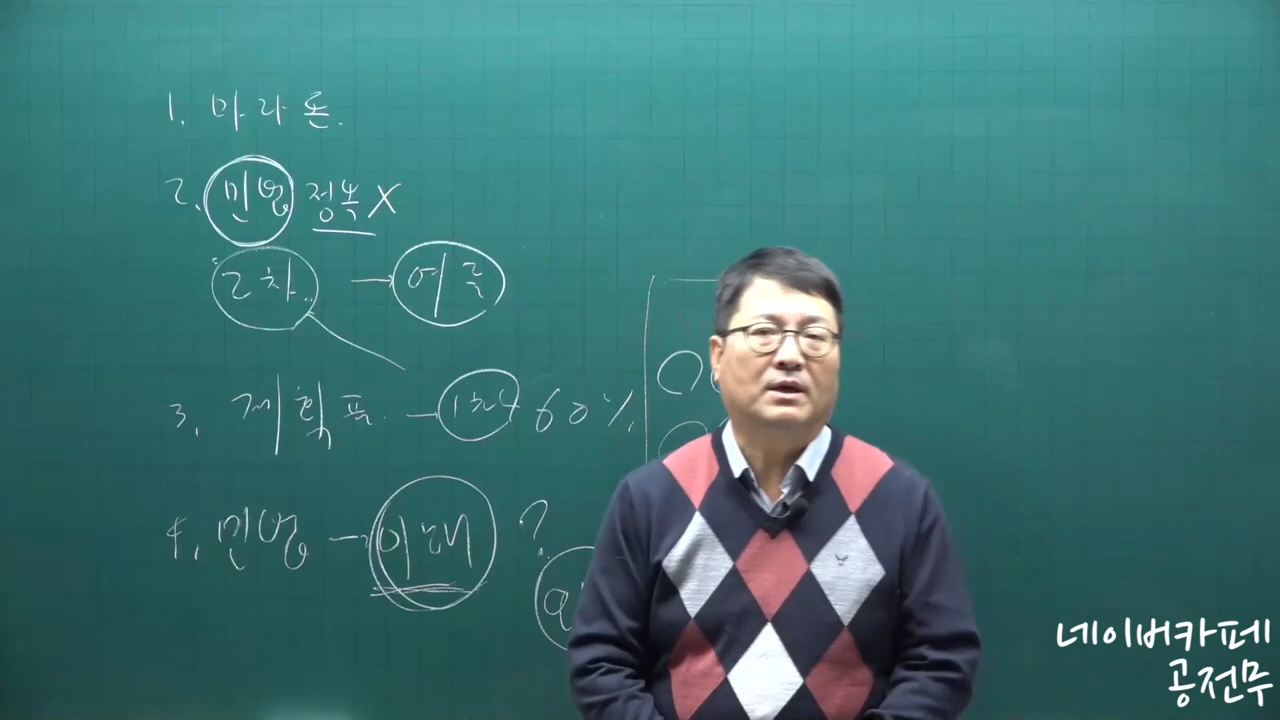 1. 마라톤.
2. 민법 정복 X
2차. → 여름
3. 계획표. → 1차 60%
4. 민법 → 이해 ?
네이버카페
공전무